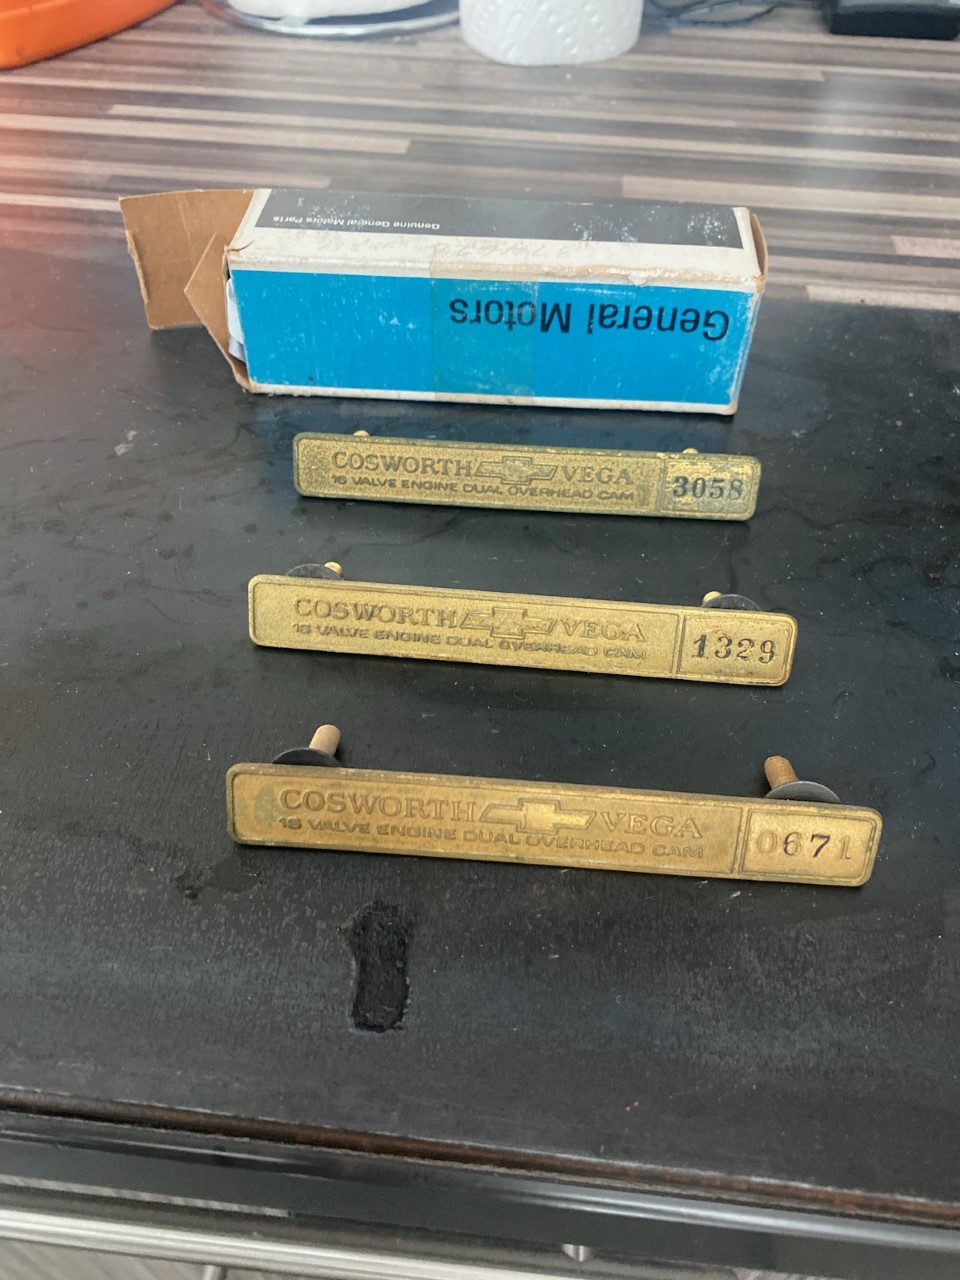 Genuine General Motors Parts
General Motors
COSWORTH VEGA
16 VALVE ENGINE DUAL OVERHEAD CAM
3058
COSWORTH VEGA
16 VALVE ENGINE DUAL OVERHEAD CAM
1329
COSWORTH VEGA
16 VALVE ENGINE DUAL OVERHEAD CAM
0671